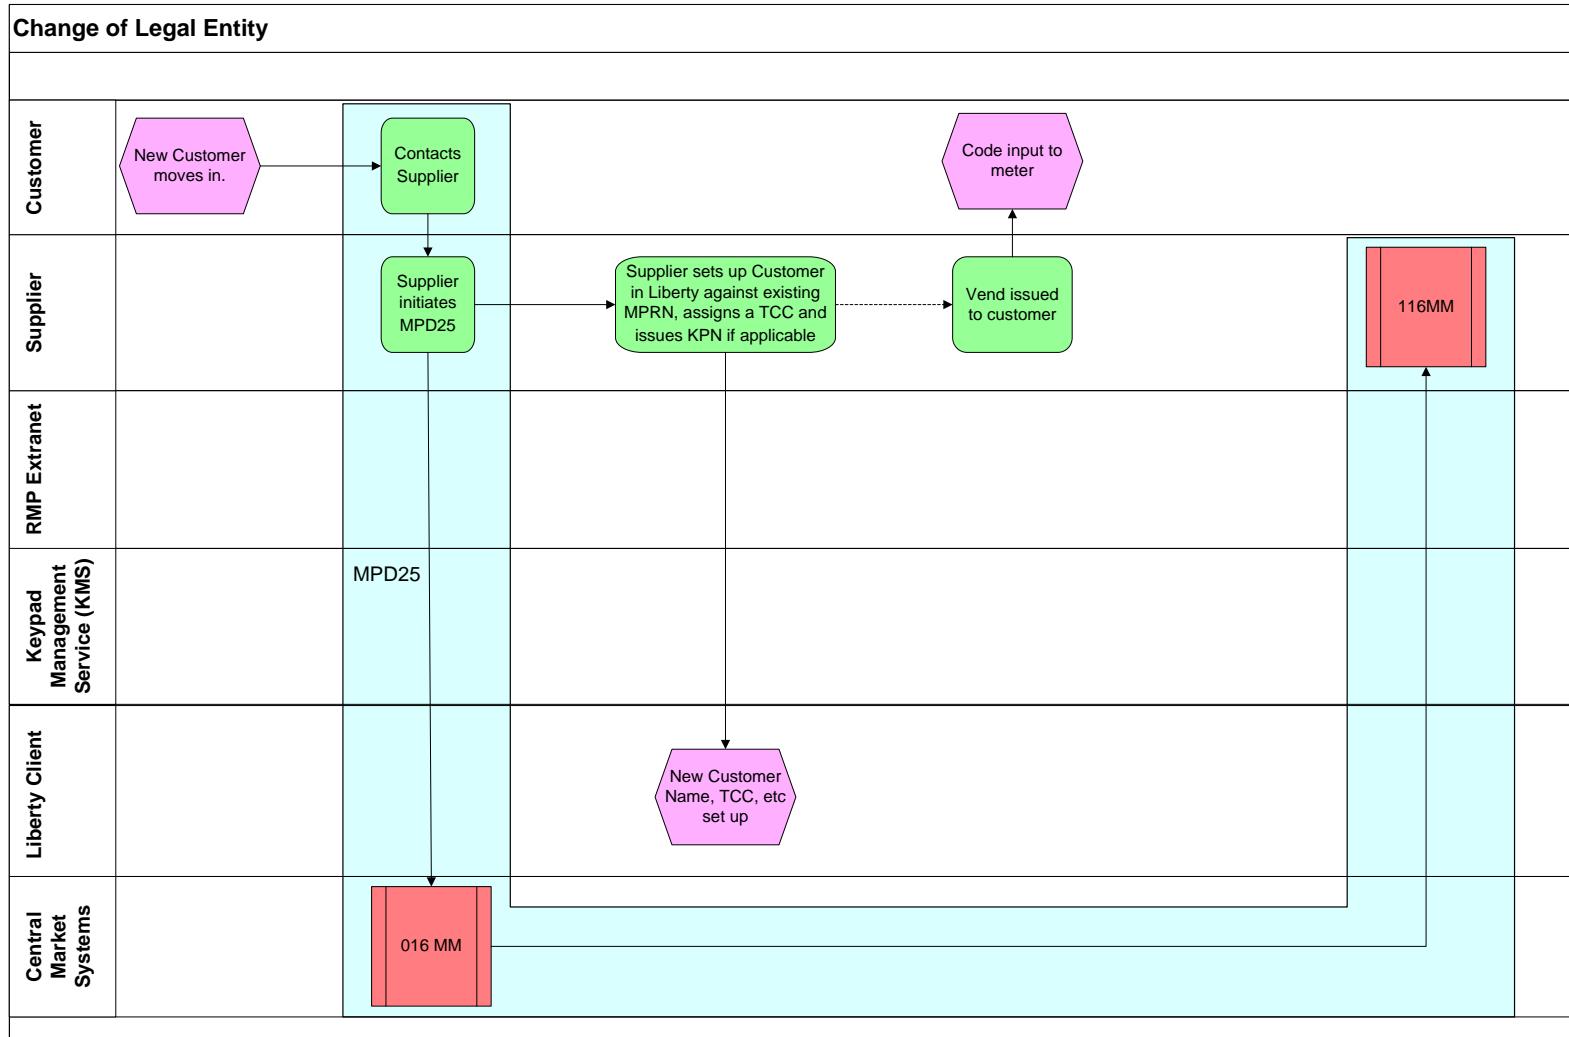 Change of Legal Entity
Customer
New Customer
moves in.
Contacts
Supplier
Code input to
meter
Supplier
Supplier
initiates
MPD25
Supplier sets up Customer
in Liberty against existing
MPRN, assigns a TCC and
issues KPN if applicable
Vend issued
to customer
116MM
RMP Extranet
Keypad
Management
Service (KMS)
MPD25
Liberty Client
New Customer
Name, TCC, etc
set up
Central
Market
Systems
016 MM